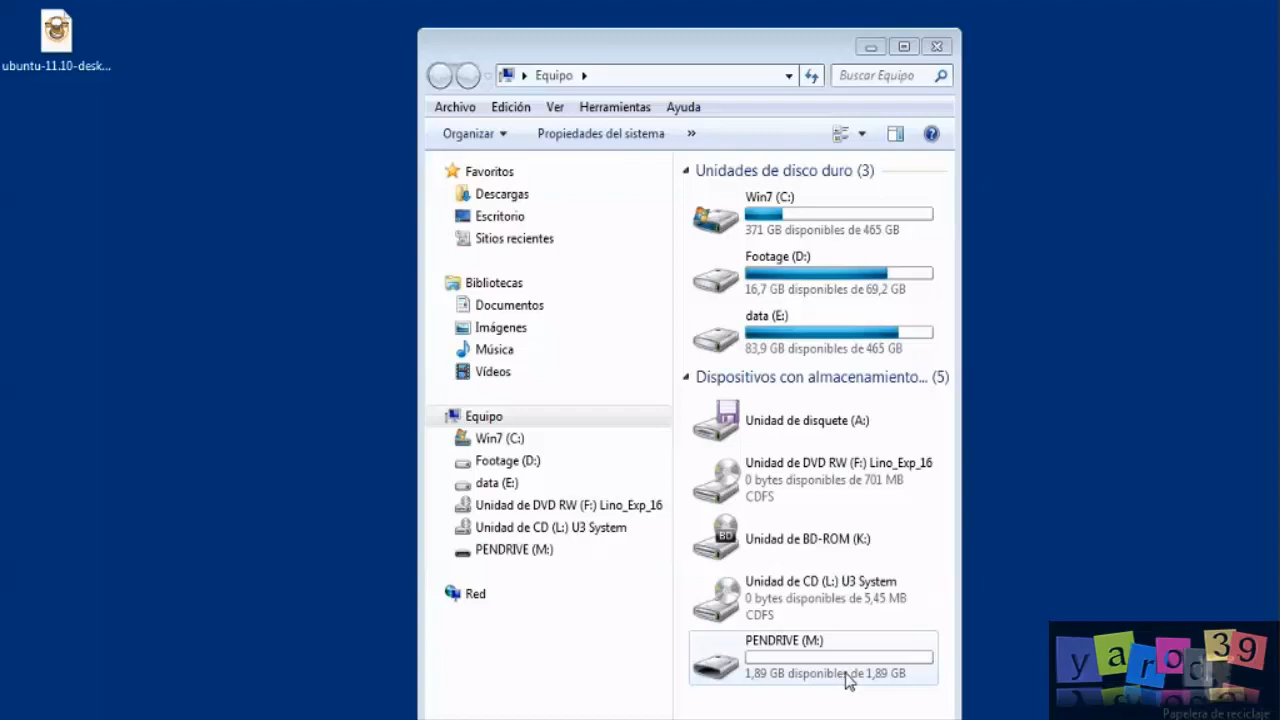 ubuntu-11.10-desk...
Equipo
Buscar Equipo
Archivo Edición Ver Herramientas Ayuda
Organizar Propiedades del sistema »
Favoritos
Descargas
Escritorio
Sitios recientes
Bibliotecas
Documentos
Imágenes
Música
Vídeos
Equipo
Win7 (C:)
Footage (D:)
data (E:)
Unidad de DVD RW (F:) Lino_Exp_16
Unidad de CD (L:) U3 System
PENDRIVE (M:)
Red
Unidades de disco duro (3)
Win7 (C:)
371 GB disponibles de 465 GB
Footage (D:)
16,7 GB disponibles de 69,2 GB
data (E:)
83,9 GB disponibles de 465 GB
Dispositivos con almacenamiento... (5)
Unidad de disquete (A:)
Unidad de DVD RW (F:) Lino_Exp_16
0 bytes disponibles de 701 MB
CDFS
BD
Unidad de BD-ROM (K:)
Unidad de CD (L:) U3 System
0 bytes disponibles de 5,45 MB
CDFS
PENDRIVE (M:)
1,89 GB disponibles de 1,89 GB
yarod39
Papelera de reciclaje